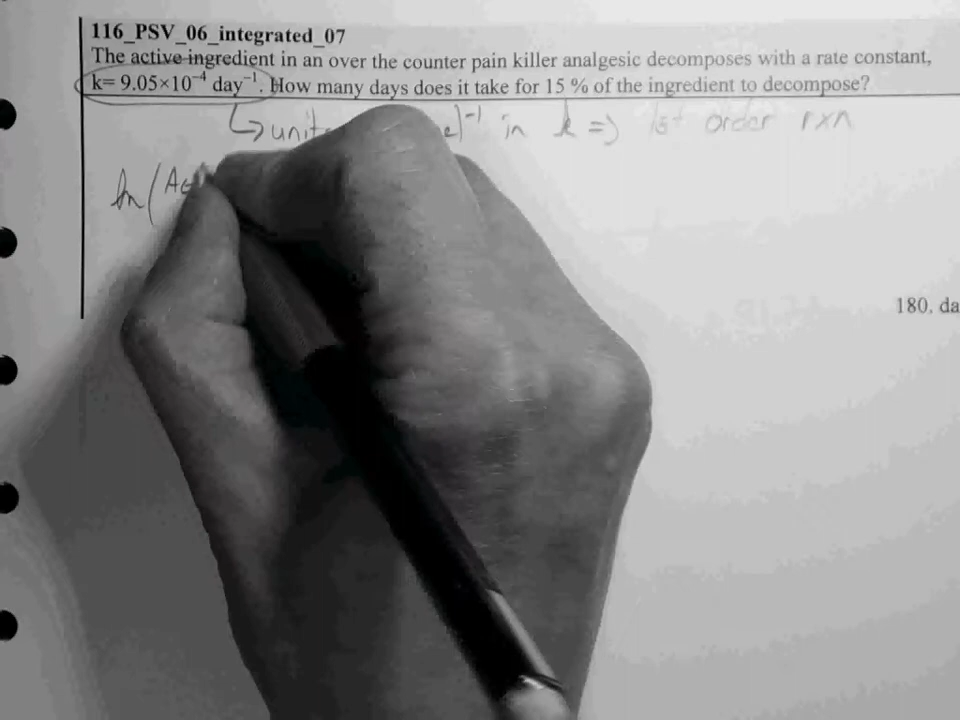 116_PSV_06_integrated_07
The active ingredient in an over the counter pain killer analgesic decomposes with a rate constant,
k= 9.05×10⁻⁴ day⁻¹. How many days does it take for 15 % of the ingredient to decompose?
↳ e)⁻¹ in k ⇒ 1st order rxn
ln(
180. da